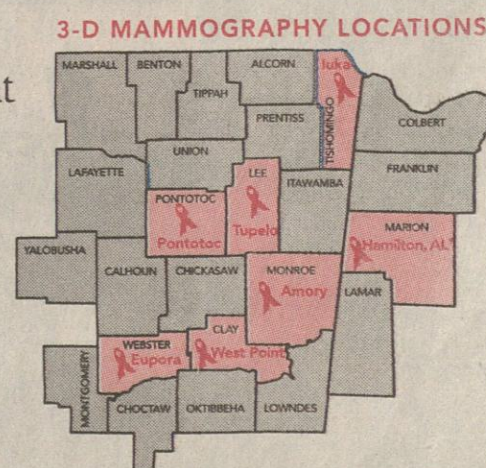 3-D MAMMOGRAPHY LOCATIONS
MARSHALL
BENTON
TIPPAH
ALCORN
Iuka
TISHOMINGO
PRENTISS
COLBERT
UNION
LAFAYETTE
LEE
ITAWAMBA
FRANKLIN
PONTOTOC
Pontotoc
Tupelo
MARION
Hamilton, AL
YALOBUSHA
CALHOUN
CHICKASAW
MONROE
Amory
LAMAR
WEBSTER
Eupora
CLAY
West Point
MONTGOMERY
CHOCTAW
OKTIBBEHA
LOWNDES